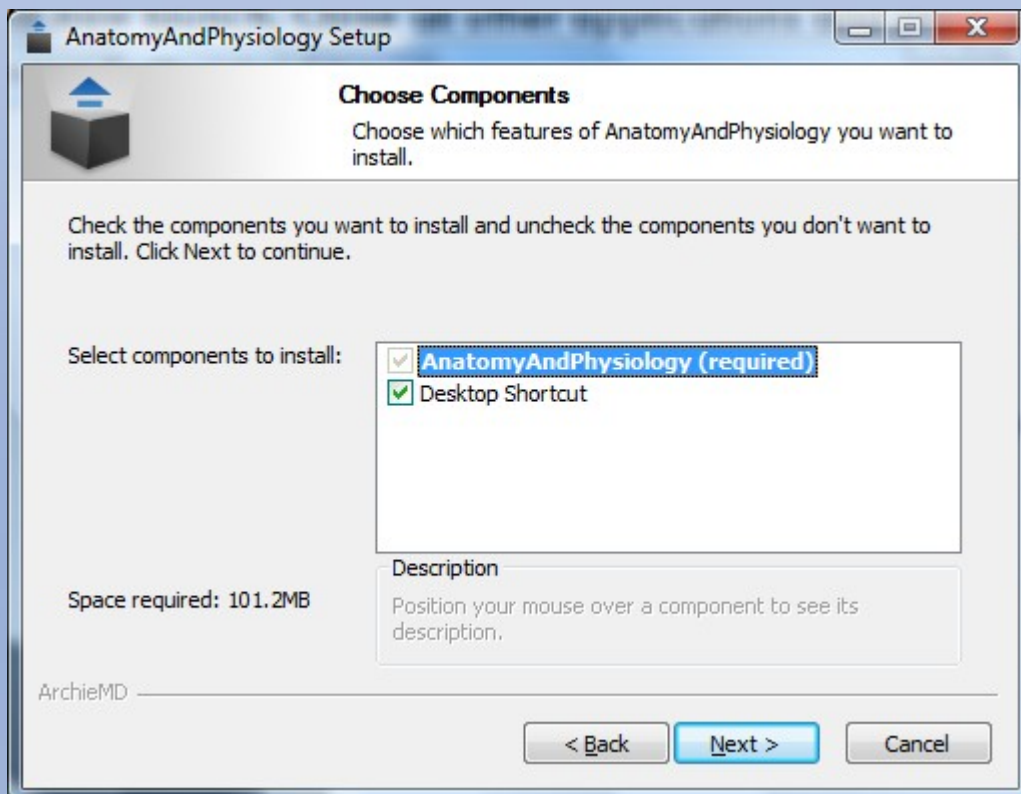 AnatomyAndPhysiology Setup
Choose Components
Choose which features of AnatomyAndPhysiology you want to
install.
Check the components you want to install and uncheck the components you don't want to
install. Click Next to continue.
Select components to install:
AnatomyAndPhysiology (required)
Desktop Shortcut
Space required: 101.2MB
Description
Position your mouse over a component to see its
description.
ArchieMD
< Back
Next >
Cancel